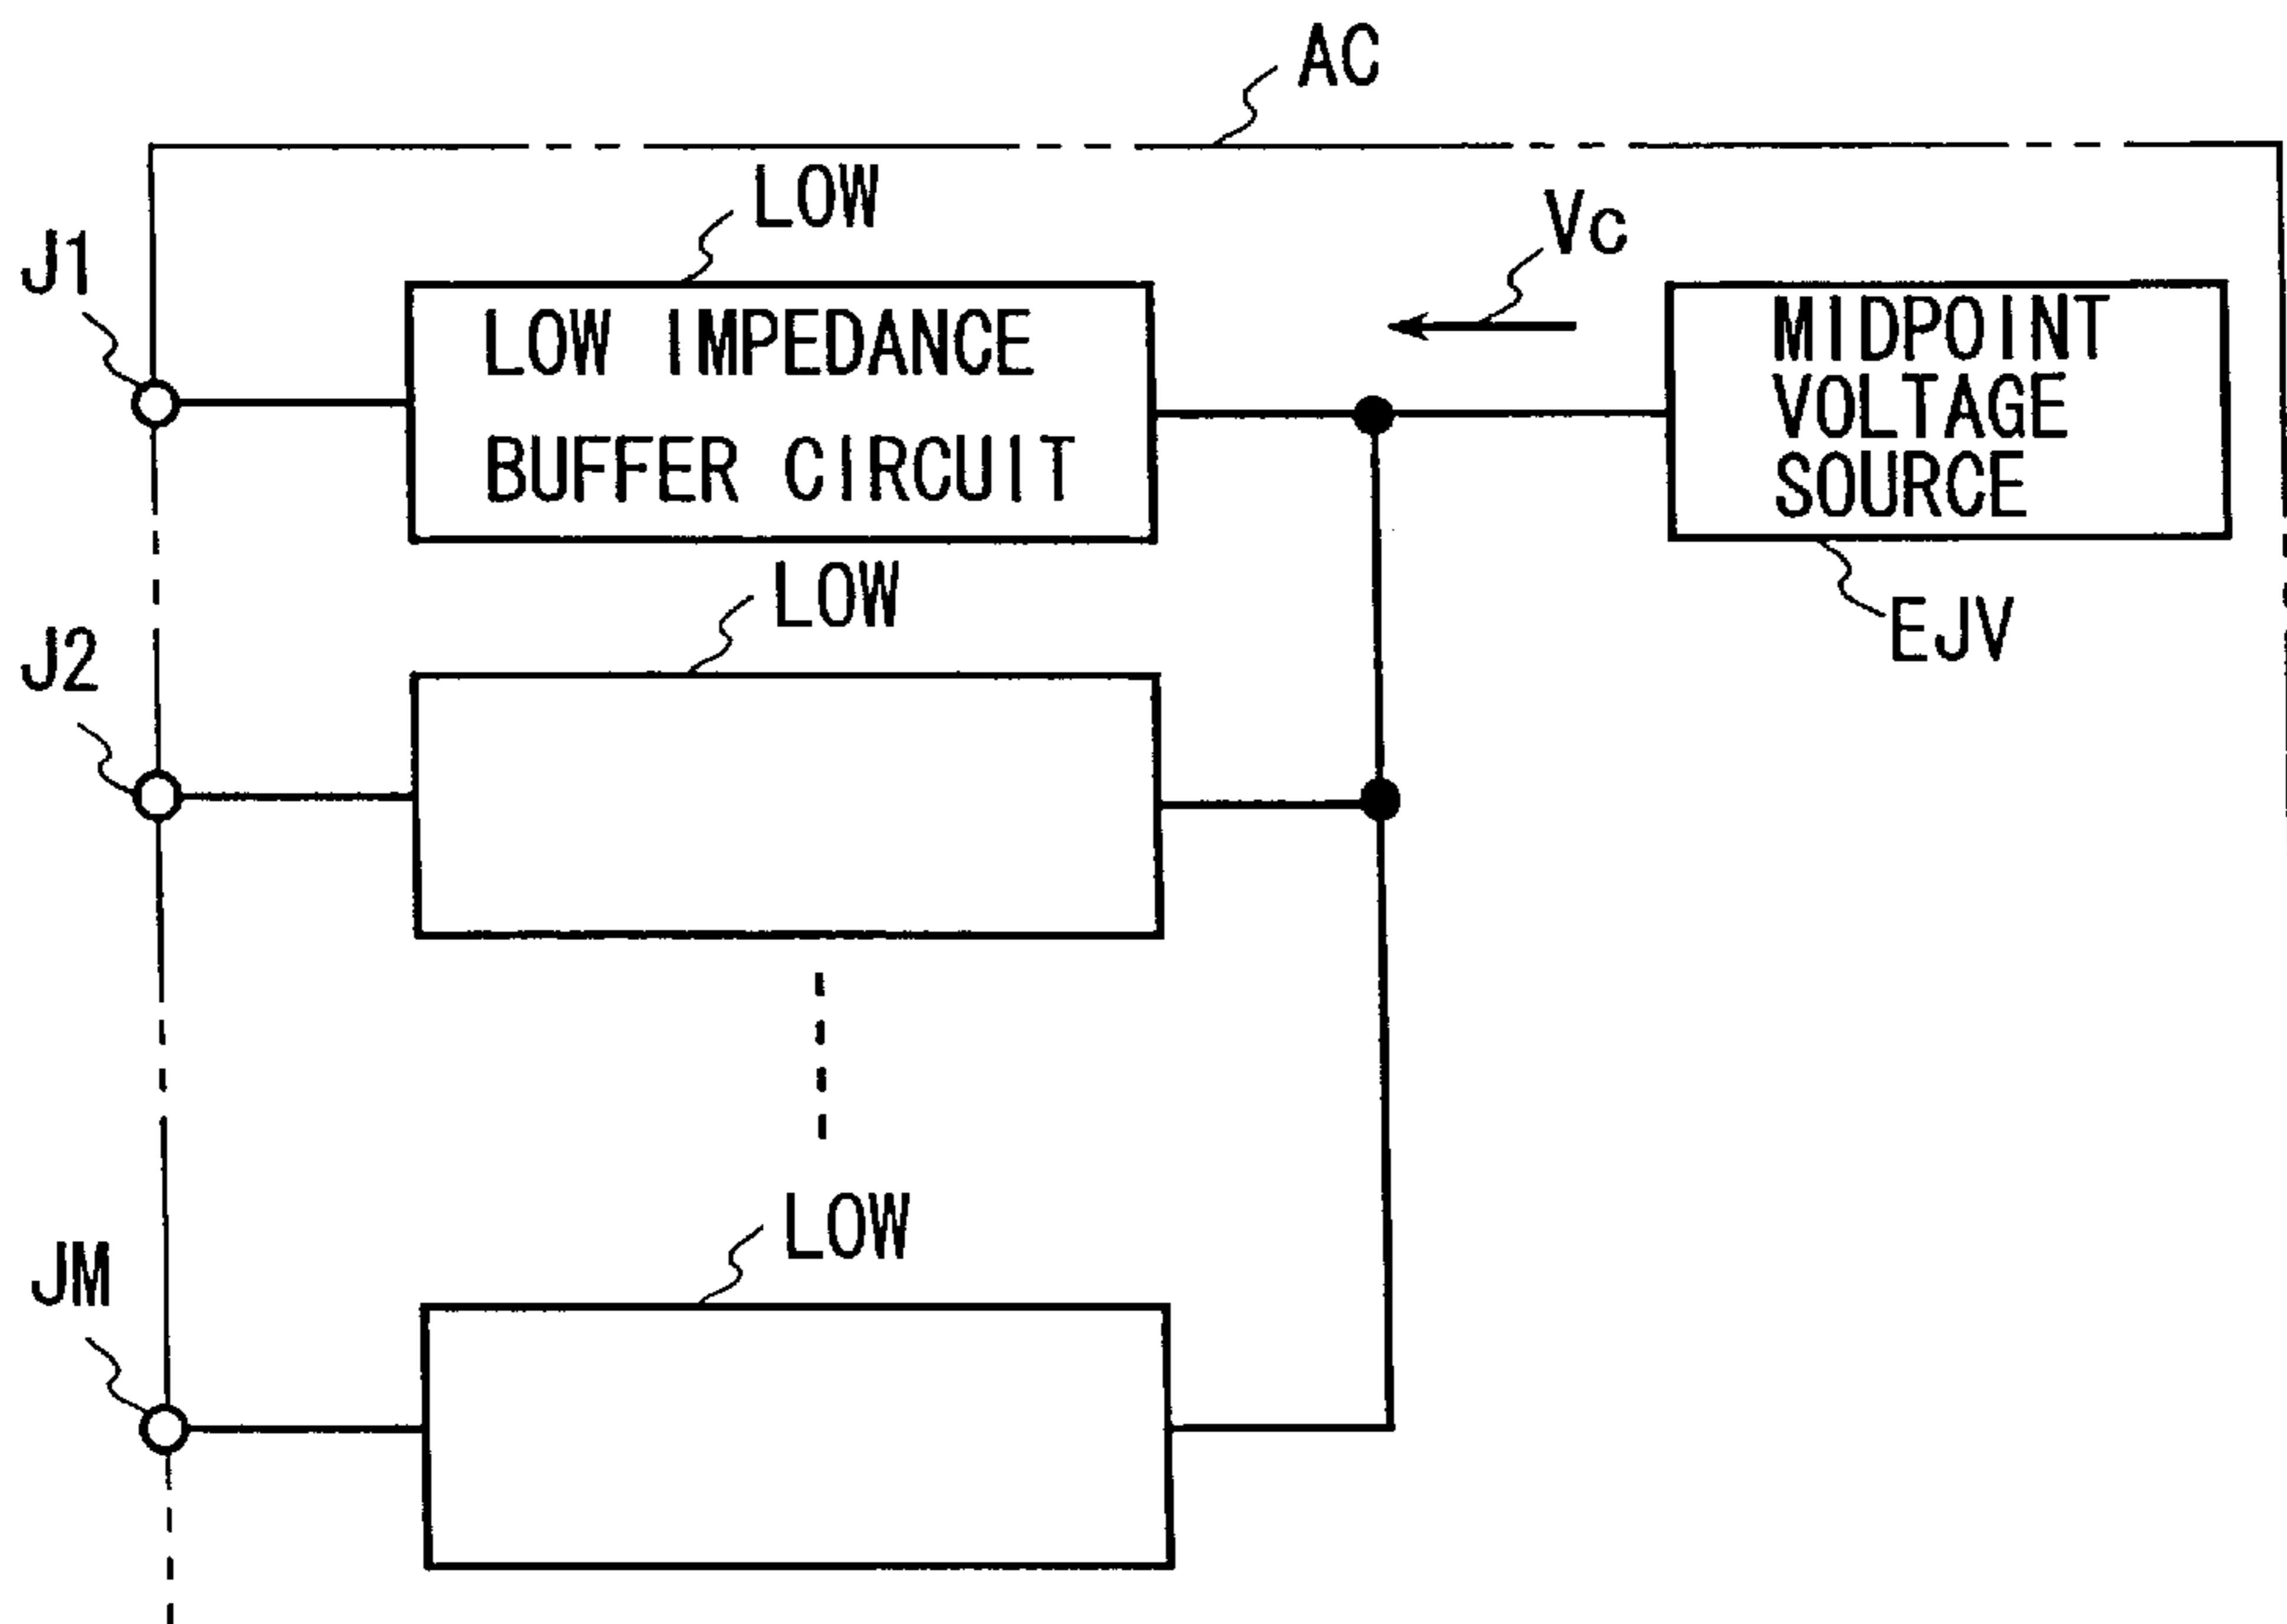 AC
LOW
Vc
J1
LOW IMPEDANCE
BUFFER CIRCUIT
MIDPOINT
VOLTAGE
SOURCE
LOW
EJV
J2
LOW
JM